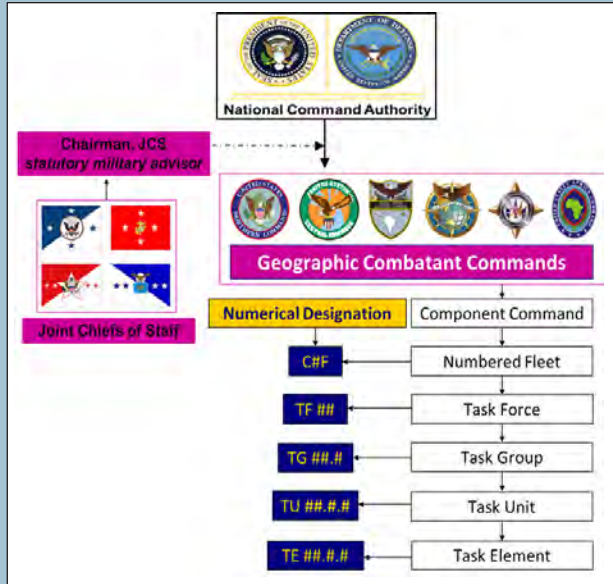 National Command Authority
Chairman, JCS
statutory military advisor
Geographic Combatant Commands
Joint Chiefs of Staff
Numerical Designation
Component Command
C#F
Numbered Fleet
TF ##
Task Force
TG ##.#
Task Group
TU ##.#.#
Task Unit
TE ##.#.#
Task Element